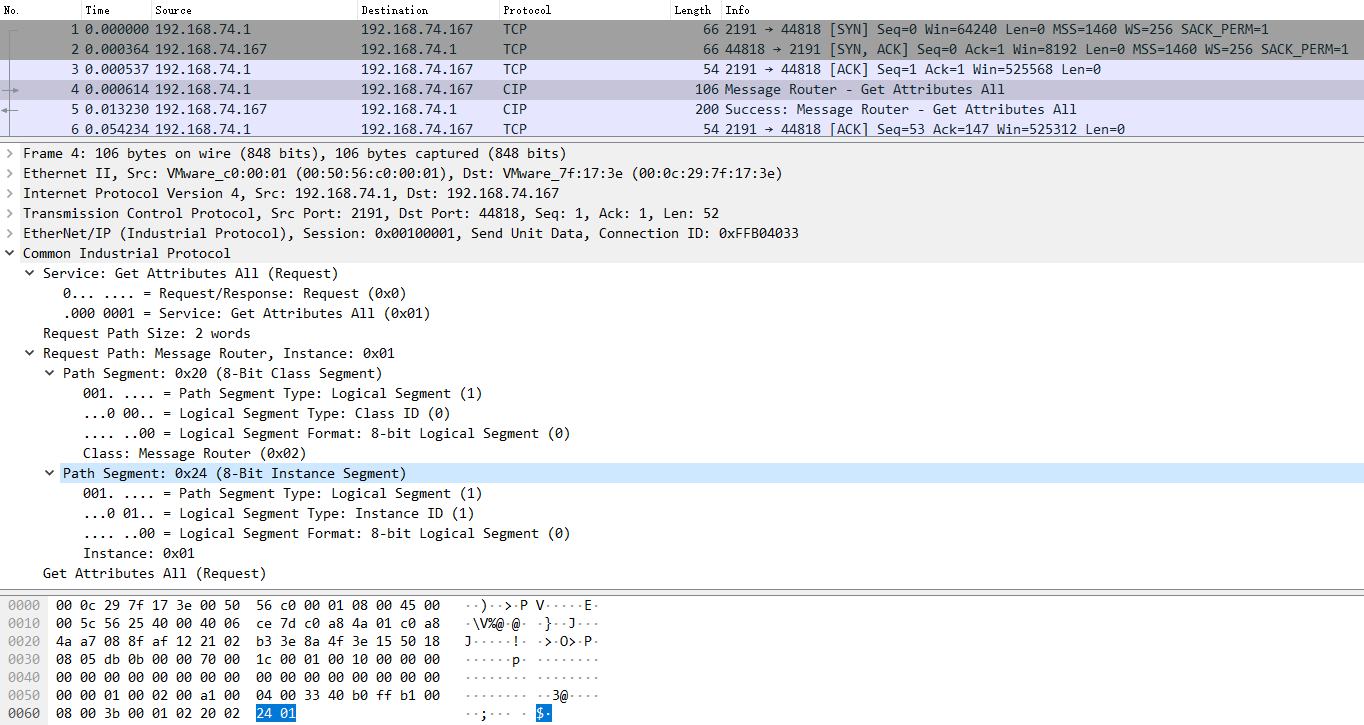 No. Time Source Destination Protocol Length Info
1 0.000000 192.168.74.1 192.168.74.167 TCP 66 2191 → 44818 [SYN] Seq=0 Win=64240 Len=0 MSS=1460 WS=256 SACK_PERM=1
2 0.000364 192.168.74.167 192.168.74.1 TCP 66 44818 → 2191 [SYN, ACK] Seq=0 Ack=1 Win=8192 Len=0 MSS=1460 WS=256 SACK_PERM=1
3 0.000537 192.168.74.1 192.168.74.167 TCP 54 2191 → 44818 [ACK] Seq=1 Ack=1 Win=525568 Len=0
4 0.000614 192.168.74.1 192.168.74.167 CIP 106 Message Router - Get Attributes All
5 0.013230 192.168.74.167 192.168.74.1 CIP 200 Success: Message Router - Get Attributes All
6 0.054234 192.168.74.1 192.168.74.167 TCP 54 2191 → 44818 [ACK] Seq=53 Ack=147 Win=525312 Len=0
Frame 4: 106 bytes on wire (848 bits), 106 bytes captured (848 bits)
Ethernet II, Src: VMware_c0:00:01 (00:50:56:c0:00:01), Dst: VMware_7f:17:3e (00:0c:29:7f:17:3e)
Internet Protocol Version 4, Src: 192.168.74.1, Dst: 192.168.74.167
Transmission Control Protocol, Src Port: 2191, Dst Port: 44818, Seq: 1, Ack: 1, Len: 52
EtherNet/IP (Industrial Protocol), Session: 0x00100001, Send Unit Data, Connection ID: 0xFFB04033
Common Industrial Protocol
Service: Get Attributes All (Request)
0... .... = Request/Response: Request (0x0)
.000 0001 = Service: Get Attributes All (0x01)
Request Path Size: 2 words
Request Path: Message Router, Instance: 0x01
Path Segment: 0x20 (8-Bit Class Segment)
001. .... = Path Segment Type: Logical Segment (1)
...0 00.. = Logical Segment Type: Class ID (0)
.... ..00 = Logical Segment Format: 8-bit Logical Segment (0)
Class: Message Router (0x02)
Path Segment: 0x24 (8-Bit Instance Segment)
001. .... = Path Segment Type: Logical Segment (1)
...0 01.. = Logical Segment Type: Instance ID (1)
.... ..00 = Logical Segment Format: 8-bit Logical Segment (0)
Instance: 0x01
Get Attributes All (Request)
0000 00 0c 29 7f 17 3e 00 50 56 c0 00 01 08 00 45 00 ··)··>·P V·····E·
0010 00 5c 56 25 40 00 40 06 ce 7d c0 a8 4a 01 c0 a8 ·\V%@·@· ·}··J···
0020 4a a7 08 8f af 12 21 02 b3 3e 8a 4f 3e 15 50 18 J·····!· ·>·O>·P·
0030 08 05 db 0b 00 00 70 00 1c 00 01 00 10 00 00 00 ······p· ········
0040 00 00 00 00 00 00 00 00 00 00 00 00 00 00 00 00 ········ ········
0050 00 00 01 00 02 00 a1 00 04 00 33 40 b0 ff b1 00 ········ ··3@····
0060 08 00 3b 00 01 02 20 02 24 01 ··;··· · $·